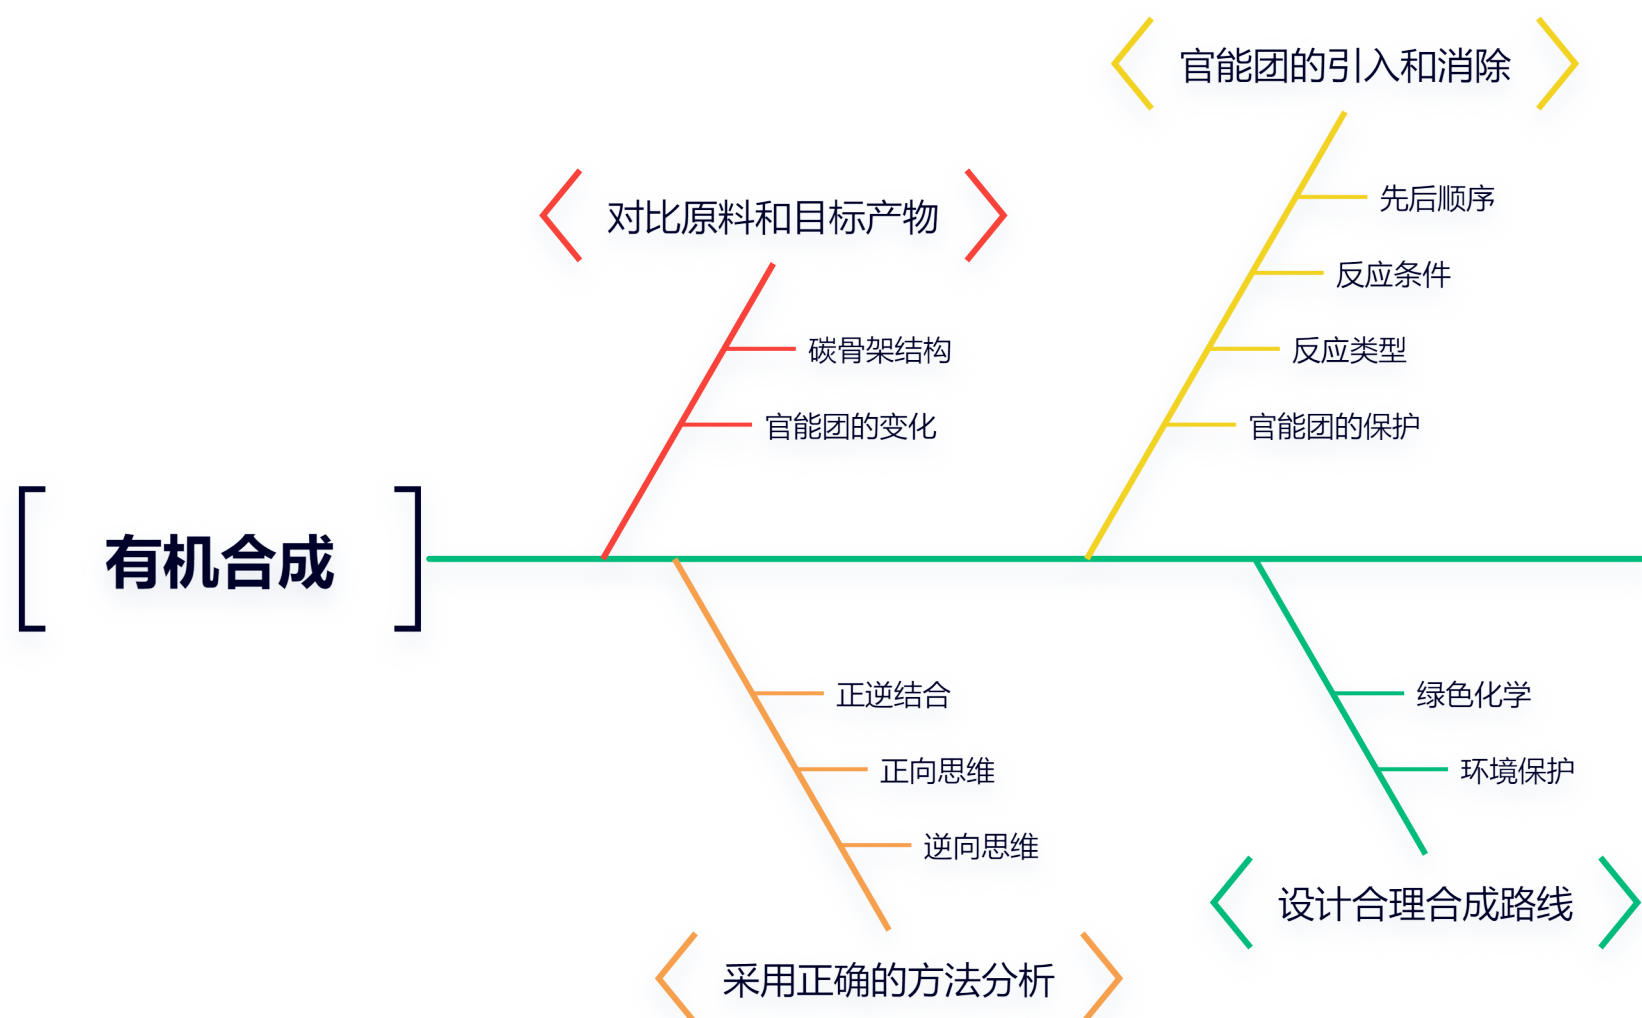 官能团的引入和消除
先后顺序
反应条件
反应类型
官能团的保护
对比原料和目标产物
碳骨架结构
官能团的变化
有机合成
正逆结合
正向思维
逆向思维
采用正确的方法分析
绿色化学
环境保护
设计合理合成路线